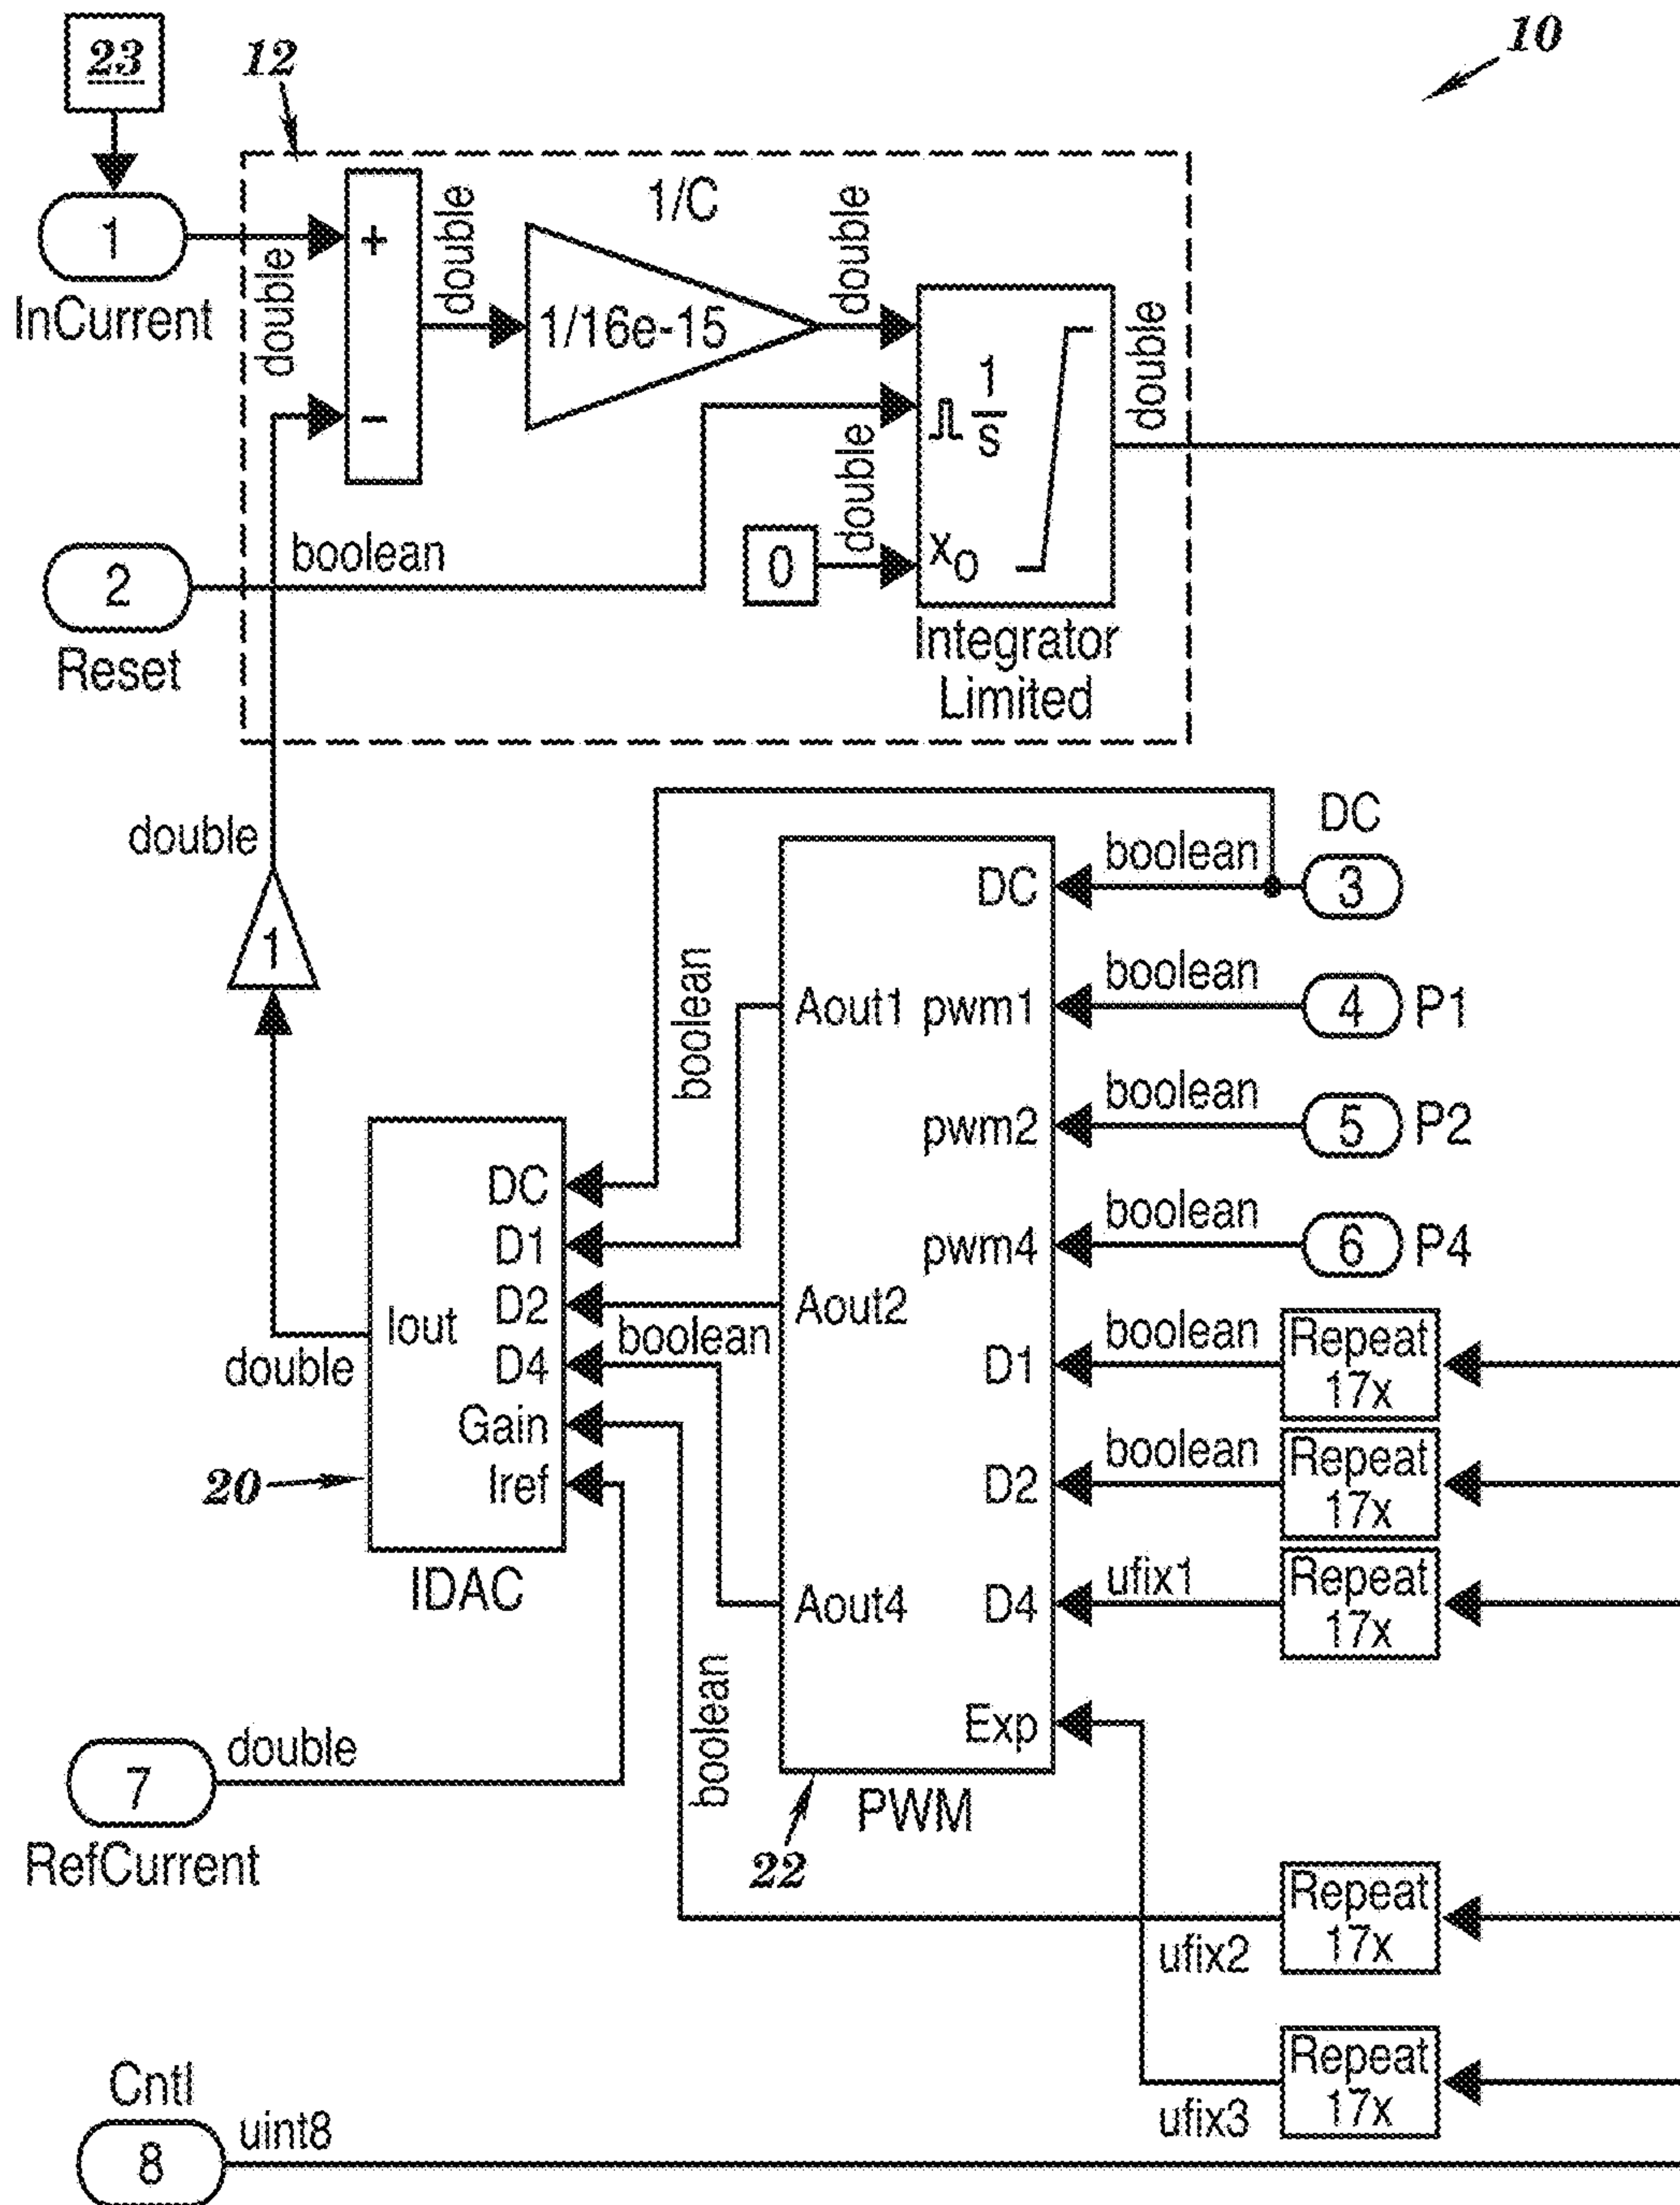 10
23
12
1
InCurrent
double
+
−
double
1/C
1/16e-15
double
1
s
x0
double
0
Integrator
Limited
double
2
Reset
boolean
double
1
DC
3
boolean
DC
boolean
Aout1
pwm1
boolean
4
P1
pwm2
boolean
5
P2
pwm4
boolean
6
P4
DC
D1
D2
D4
Gain
Iref
Iout
double
20
IDAC
Aout2
boolean
D1
boolean
Repeat
17x
D2
boolean
Repeat
17x
Aout4
D4
ufix1
Repeat
17x
Exp
boolean
PWM
22
7
RefCurrent
double
ufix2
Repeat
17x
ufix3
Repeat
17x
Cntl
8
uint8